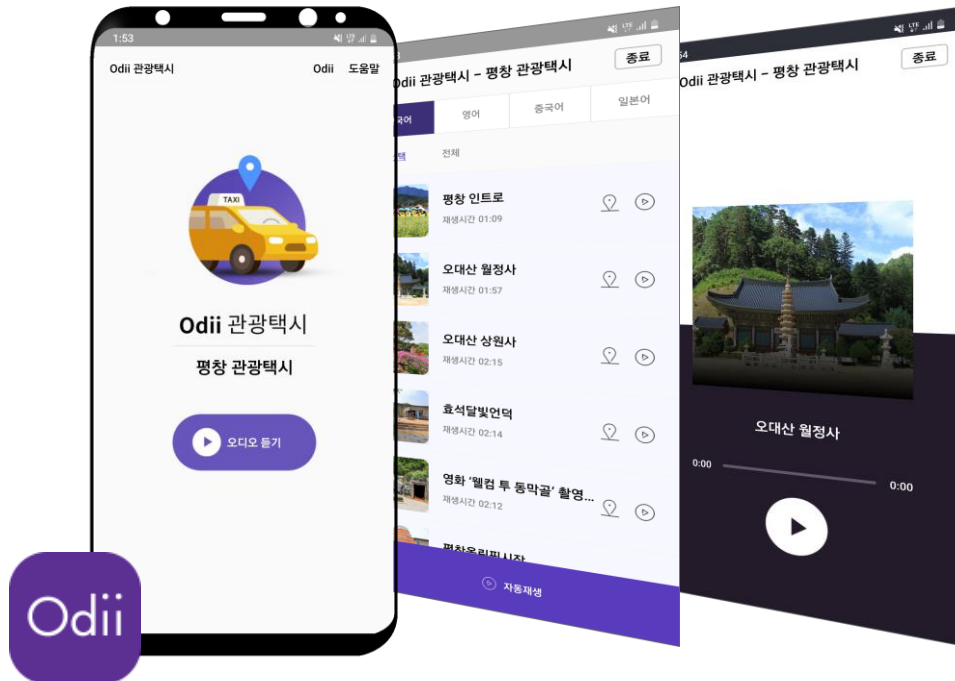 1:53
Odii 관광택시
Odii 도움말
TAXI
Odii 관광택시
평창 관광택시
오디오 듣기
Odii
Odii 관광택시 – 평창 관광택시
종료
영어
중국어
일본어
전체
평창 인트로
재생시간 01:09
오대산 월정사
재생시간 01:57
오대산 상원사
재생시간 02:15
효석달빛언덕
재생시간 02:14
영화 '웰컴 투 동막골' 촬영...
재생시간 02:12
평창올림픽시장
자동재생
Odii 관광택시 – 평창 관광택시
종료
오대산 월정사
0:00
0:00